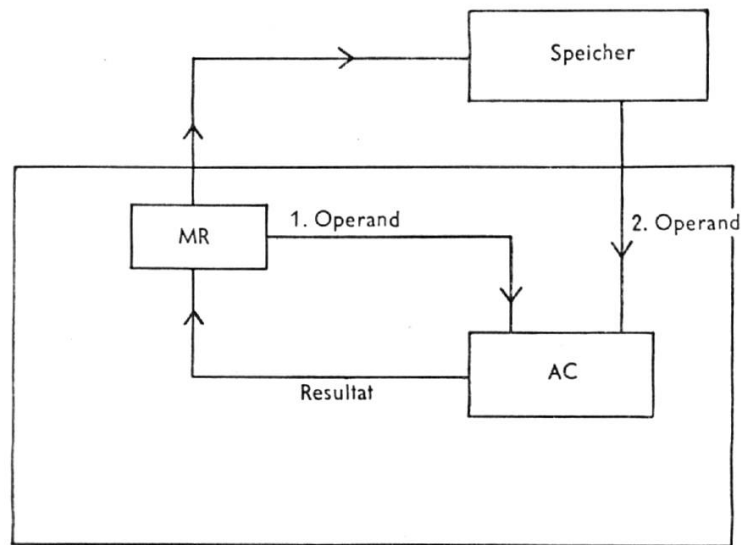 Speicher
MR
1. Operand
2. Operand
AC
Resultat